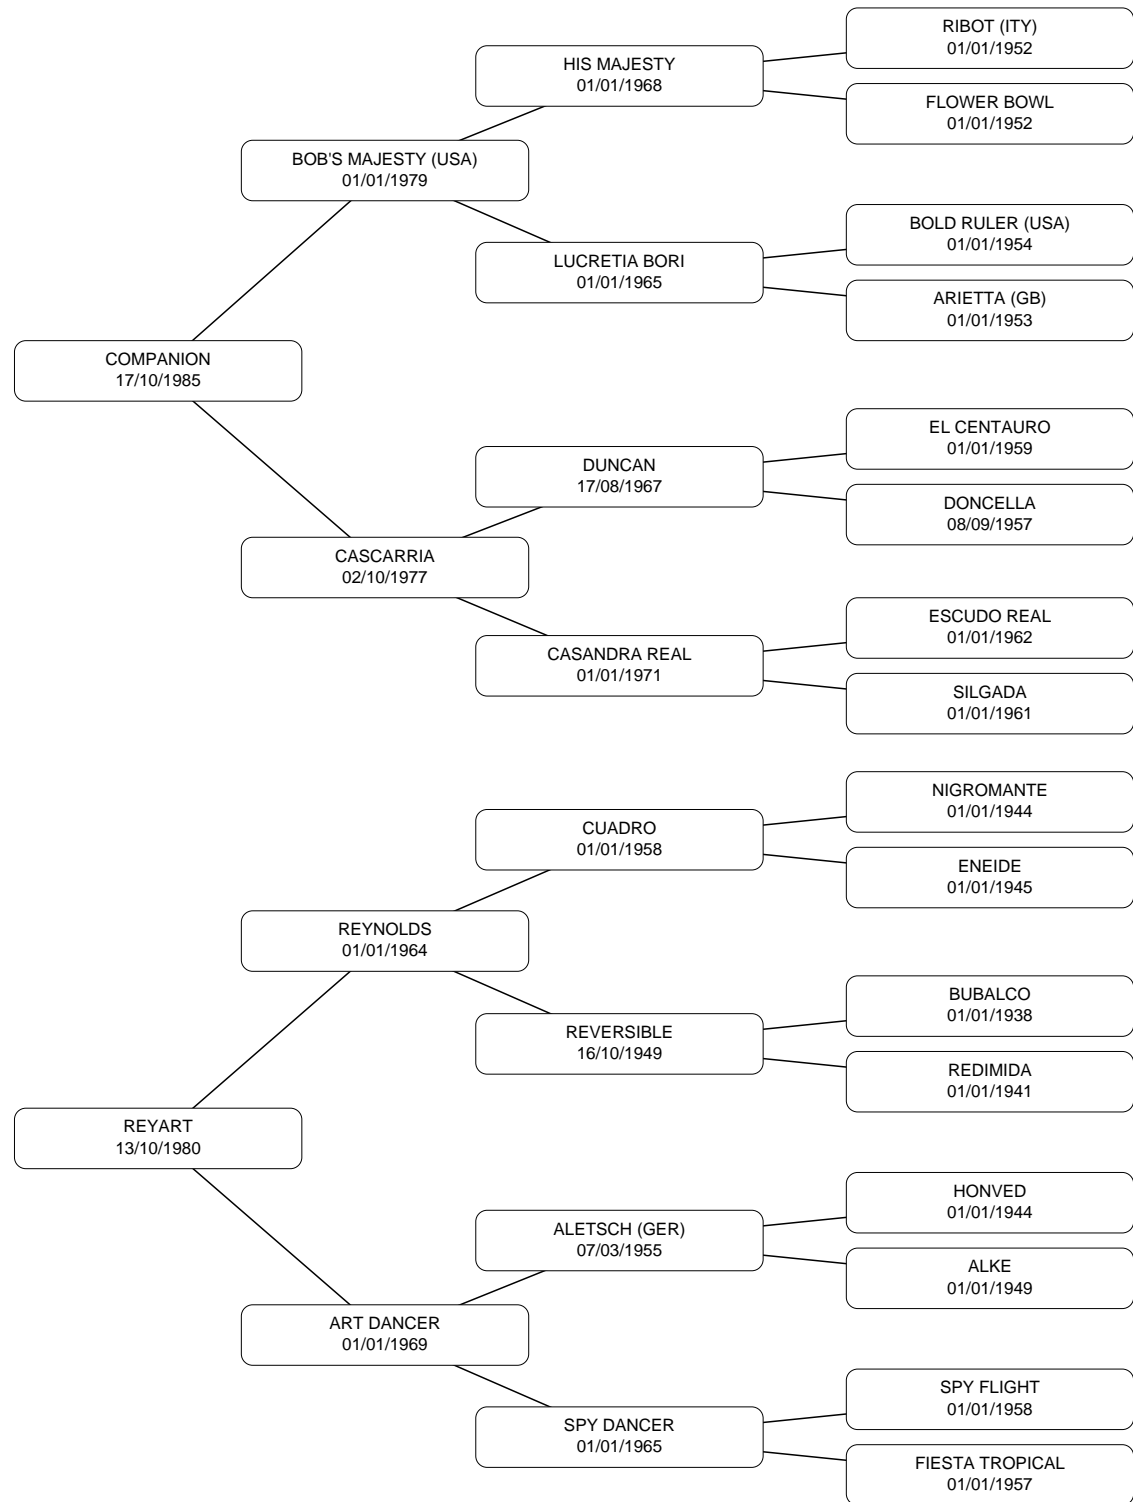 RIBOT (ITY)
01/01/1952
HIS MAJESTY
01/01/1968
FLOWER BOWL
01/01/1952
BOB'S MAJESTY (USA)
01/01/1979
BOLD RULER (USA)
01/01/1954
LUCRETIA BORI
01/01/1965
ARIETTA (GB)
01/01/1953
COMPANION
17/10/1985
EL CENTAURO
01/01/1959
DUNCAN
17/08/1967
DONCELLA
08/09/1957
CASCARRIA
02/10/1977
ESCUDO REAL
01/01/1962
CASANDRA REAL
01/01/1971
SILGADA
01/01/1961
NIGROMANTE
01/01/1944
CUADRO
01/01/1958
ENEIDE
01/01/1945
REYNOLDS
01/01/1964
BUBALCO
01/01/1938
REVERSIBLE
16/10/1949
REDIMIDA
01/01/1941
REYART
13/10/1980
HONVED
01/01/1944
ALETSCH (GER)
07/03/1955
ALKE
01/01/1949
ART DANCER
01/01/1969
SPY FLIGHT
01/01/1958
SPY DANCER
01/01/1965
FIESTA TROPICAL
01/01/1957